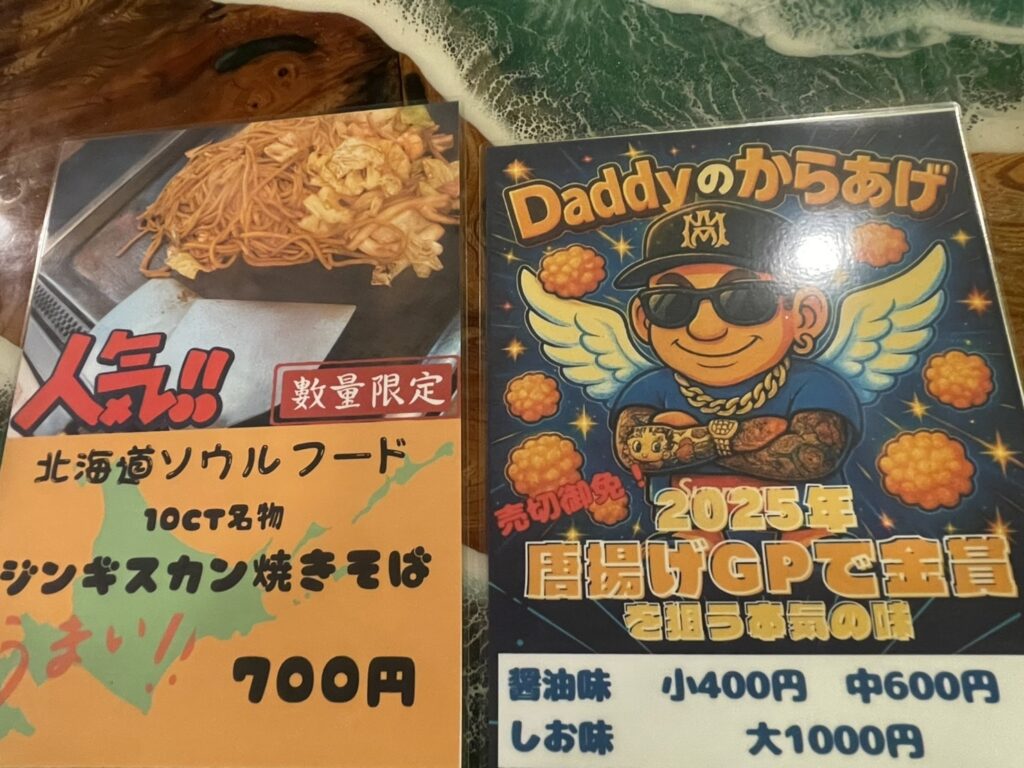 人気!!
數量限定
北海道ソウルフード
10CT名物
ジンギスカン焼きそば
うまい!!
700円
Daddyのからあげ
売切御免!
2025年
唐揚げGPで金賞
を狙う本気の味
醤油味 小400円 中600円
しお味 大1000円